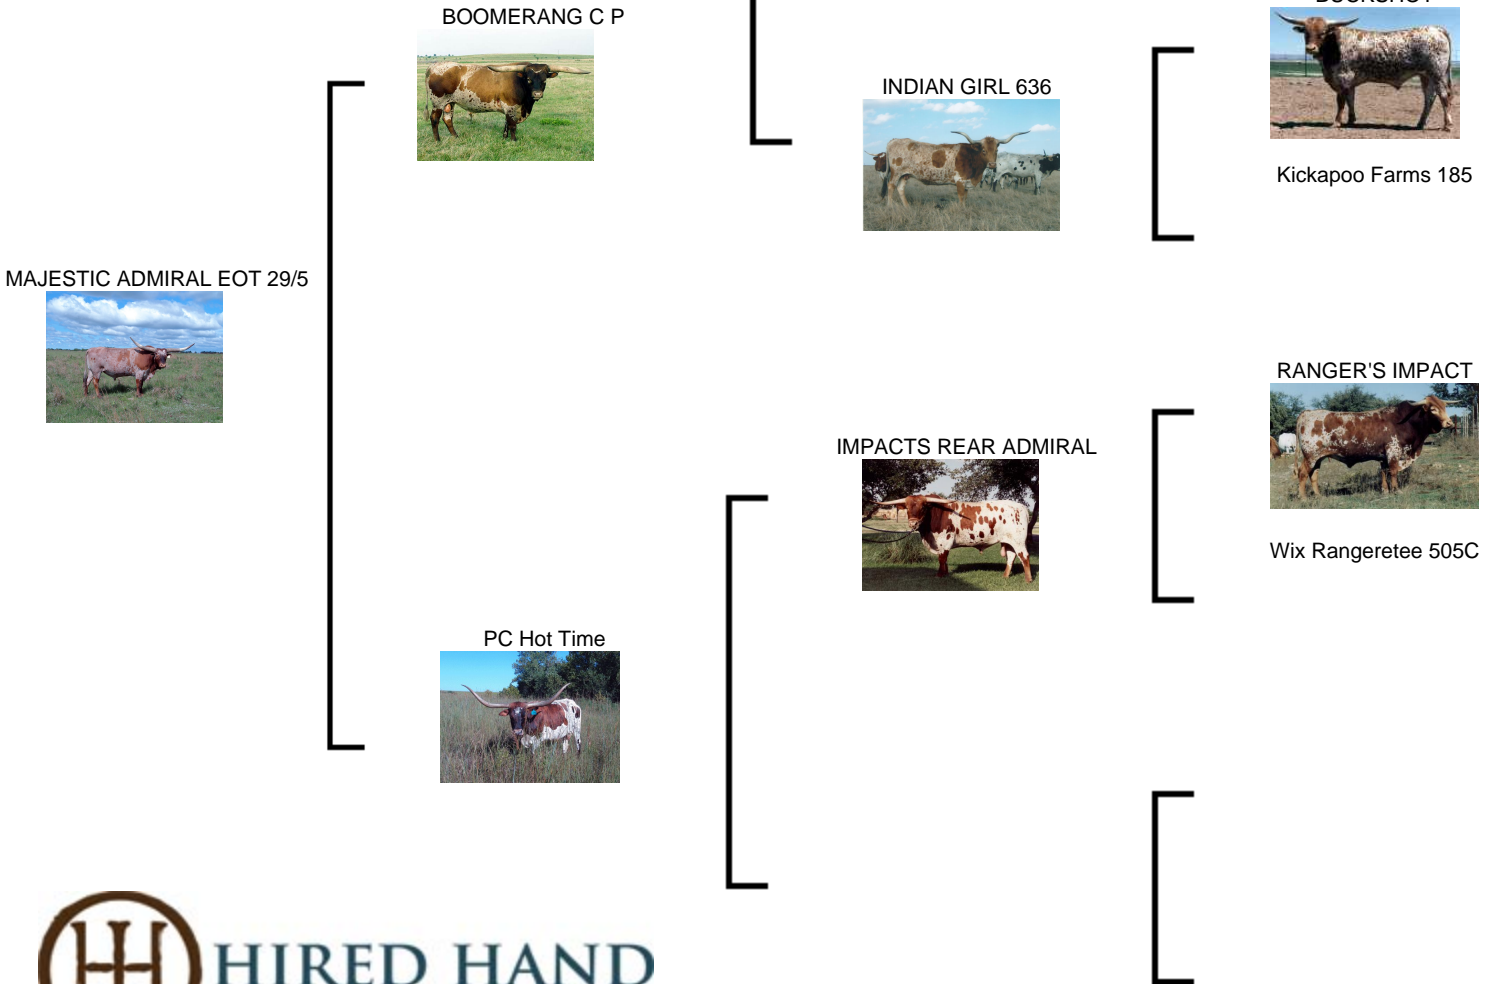 BOOMERANG C P
INDIAN GIRL 636
Kickapoo Farms 185
MAJESTIC ADMIRAL EOT 29/5
RANGER'S IMPACT
IMPACTS REAR ADMIRAL
Wix Rangeretee 505C
PC Hot Time
HIRED HAND